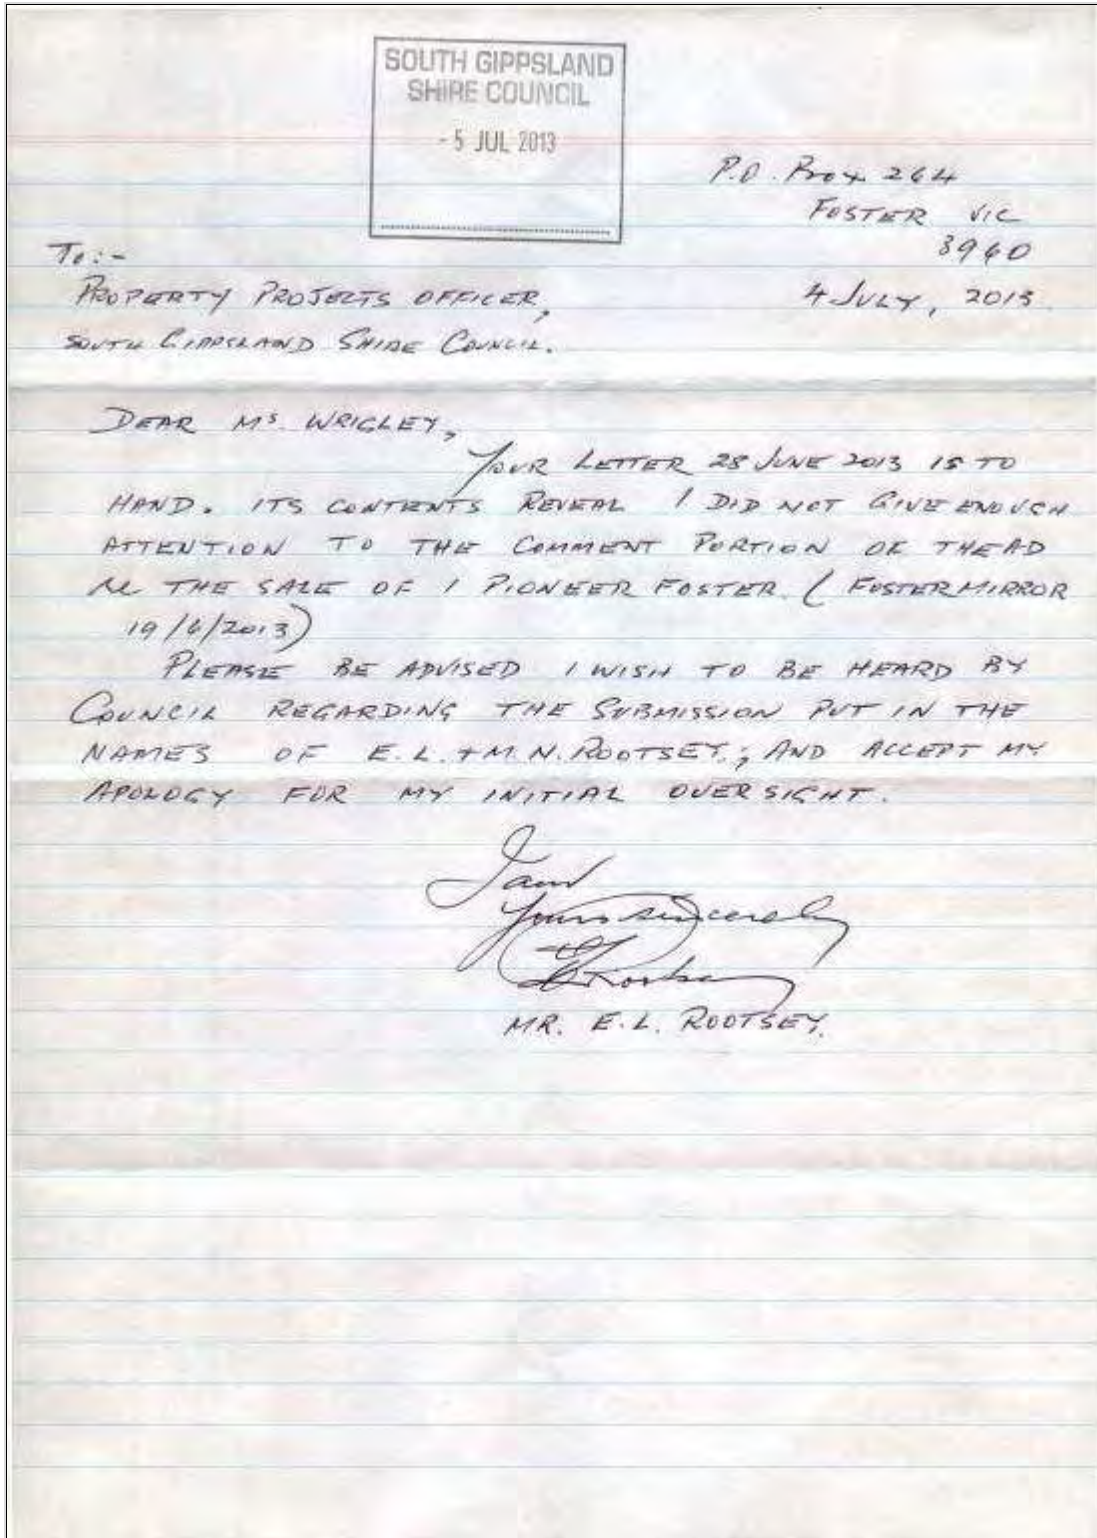 SOUTH GIPPSLAND
SHIRE COUNCIL
- 5 JUL 2013
P.O. Box 264
FOSTER VIC
3960
To:-
PROPERTY PROJECTS OFFICER,
4 JULY, 2013.
SOUTH GIPPSLAND SHIRE COUNCIL.
DEAR MS. WRIGLEY,
YOUR LETTER 28 JUNE 2013 IS TO
HAND. ITS CONTENTS REVEAL I DID NOT GIVE ENOUGH
ATTENTION TO THE COMMENT PORTION OF THE AD
re THE SALE OF 1 PIONEER FOSTER. (FOSTER MIRROR
19/6/2013)
PLEASE BE ADVISED I WISH TO BE HEARD BY
COUNCIL REGARDING THE SUBMISSION PUT IN THE
NAMES OF E.L. + M.N. ROOTSEY.; AND ACCEPT MY
APOLOGY FOR MY INITIAL OVERSIGHT.
I am
Yours sincerely
MR. E.L. ROOTSEY.